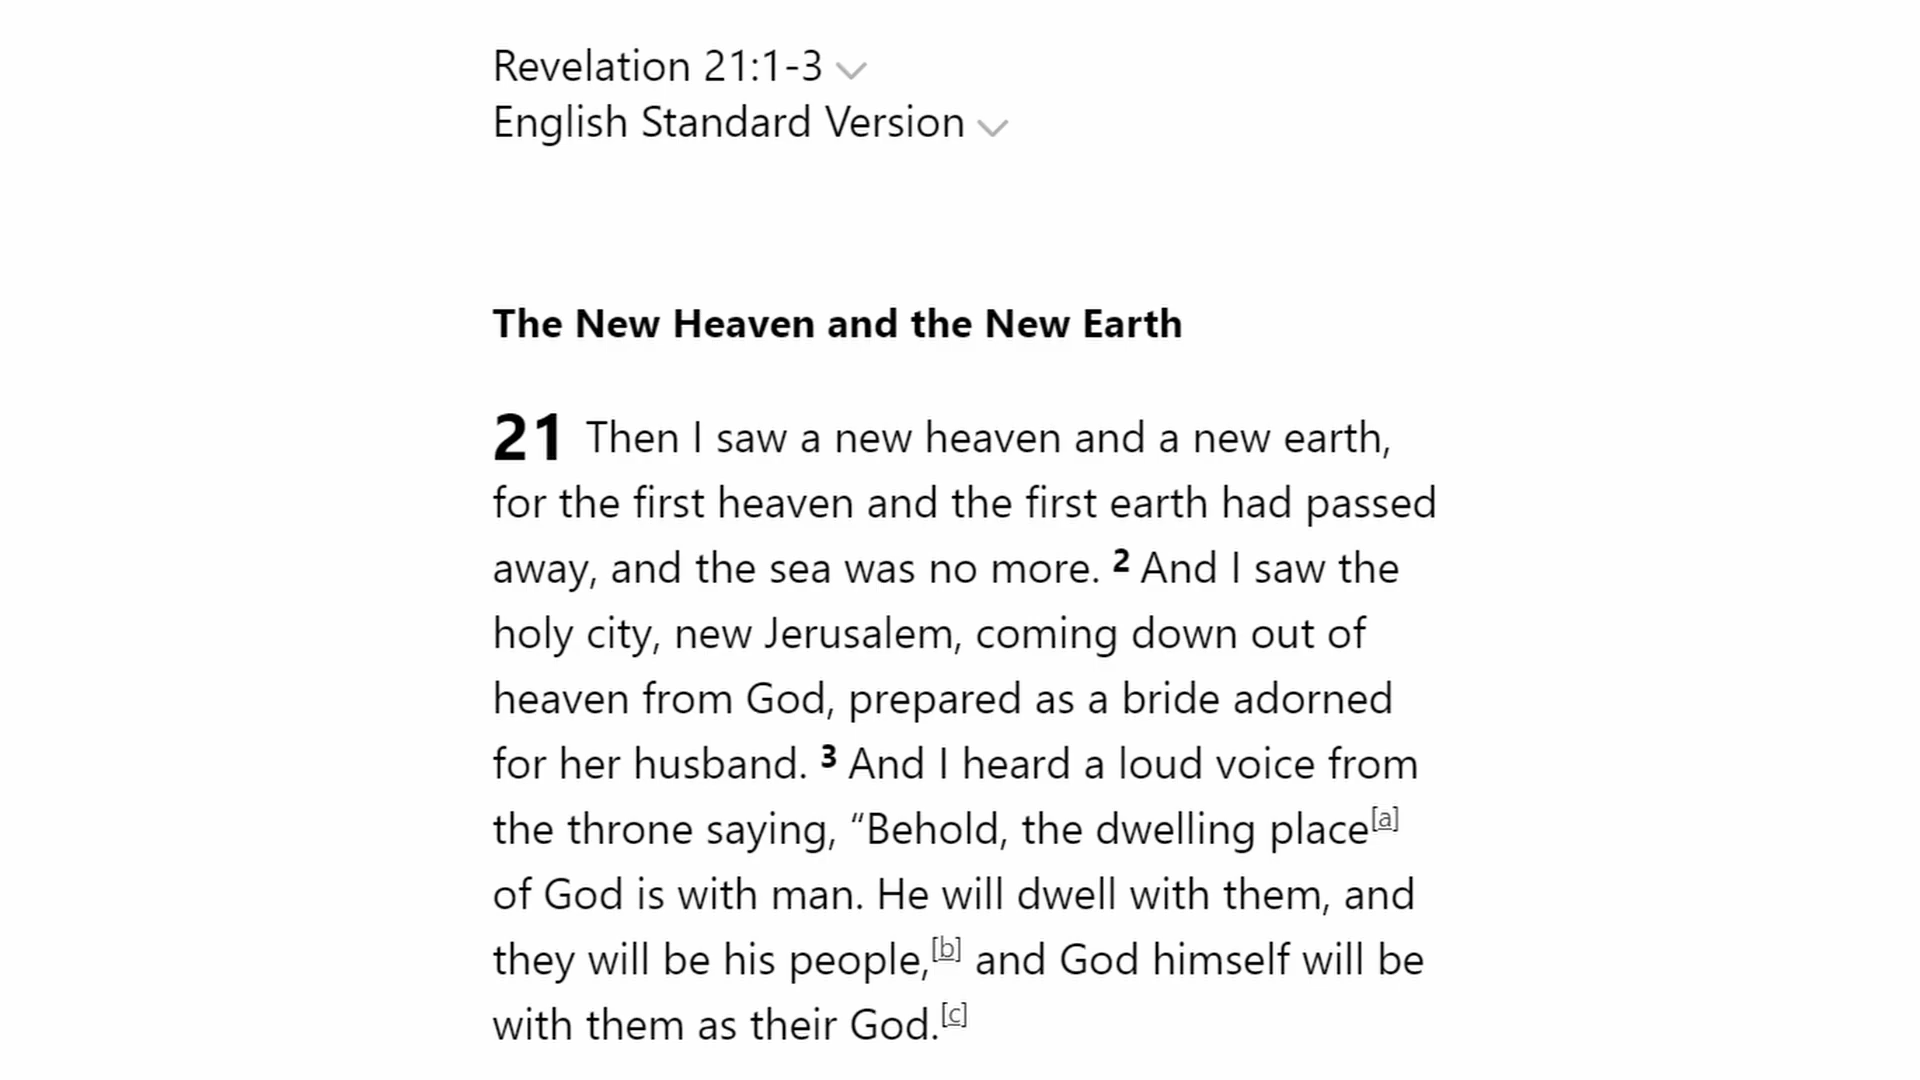 Revelation 21:1-3
English Standard Version
The New Heaven and the New Earth
21 Then I saw a new heaven and a new earth,
for the first heaven and the first earth had passed
away, and the sea was no more. 2 And I saw the
holy city, new Jerusalem, coming down out of
heaven from God, prepared as a bride adorned
for her husband. 3 And I heard a loud voice from
the throne saying, “Behold, the dwelling place[a]
of God is with man. He will dwell with them, and
they will be his people,[b] and God himself will be
with them as their God.[c]